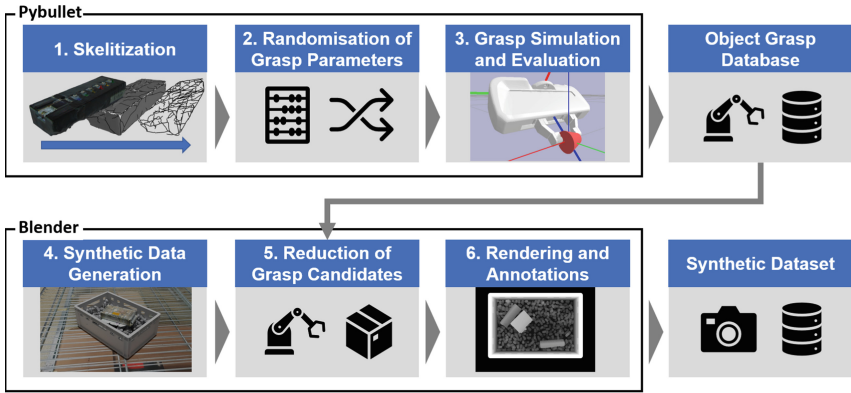 Pybullet
1. Skelitization
2. Randomisation of
Grasp Parameters
3. Grasp Simulation
and Evaluation
Object Grasp
Database
Blender
4. Synthetic Data
Generation
5. Reduction of
Grasp Candidates
6. Rendering and
Annotations
Synthetic Dataset